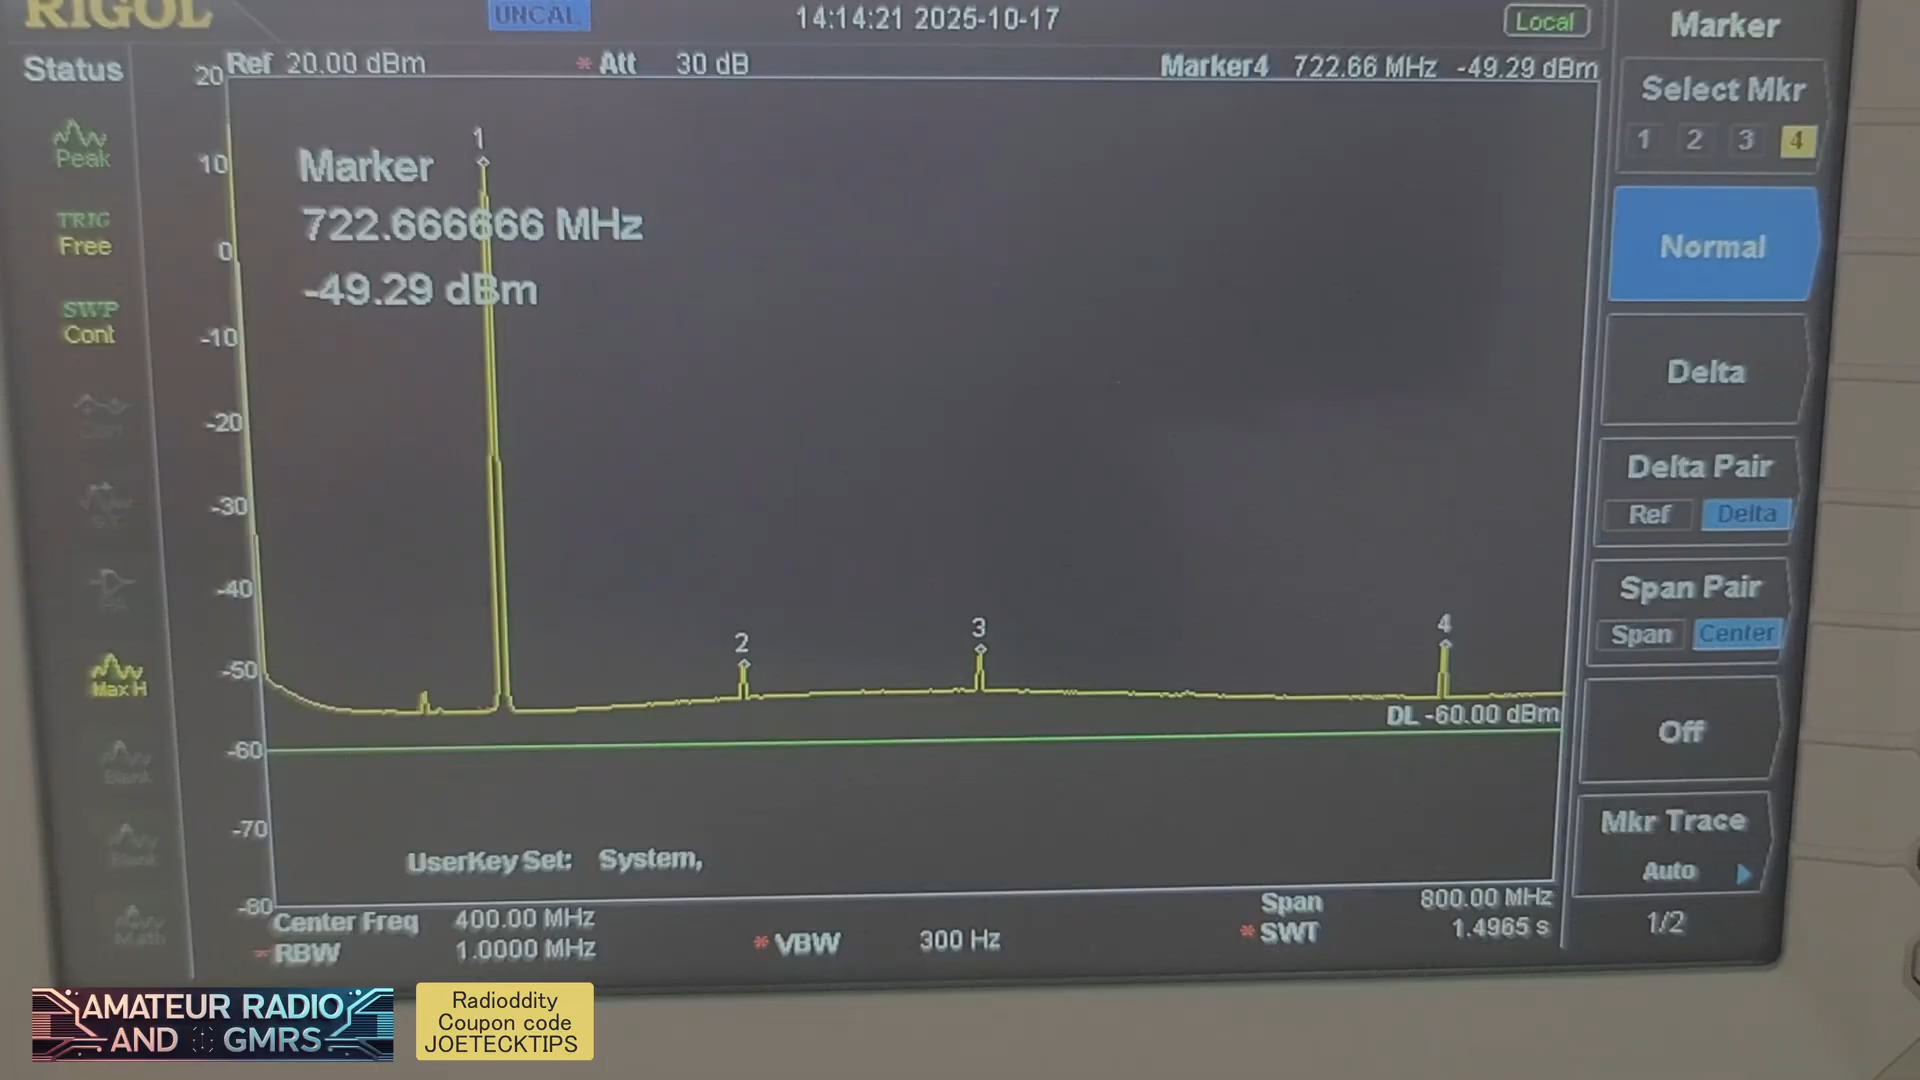 RIGOL
UNCAL
14:14:21 2025-10-17
Local
Marker
Status
Ref 20.00 dBm
* Att 30 dB
Marker4 722.66 MHz -49.29 dBm
Select Mkr
1 2 3 4
Peak
TRIG
Free
SWP
Cont
Max H
Blank
Blank
Math
20
10
0
-10
-20
-30
-40
-50
-60
-70
-80
Marker
722.666666 MHz
-49.29 dBm
1
2
3
4
DL -60.00 dBm
UserKey Set: System,
Center Freq 400.00 MHz
Span 800.00 MHz
* RBW 1.0000 MHz
* VBW 300 Hz
* SWT 1.4965 s
Normal
Delta
Delta Pair
Ref Delta
Span Pair
Span Center
Off
Mkr Trace
Auto
1/2
AMATEUR RADIO
AND GMRS
Radioddity
Coupon code
JOETECKTIPS